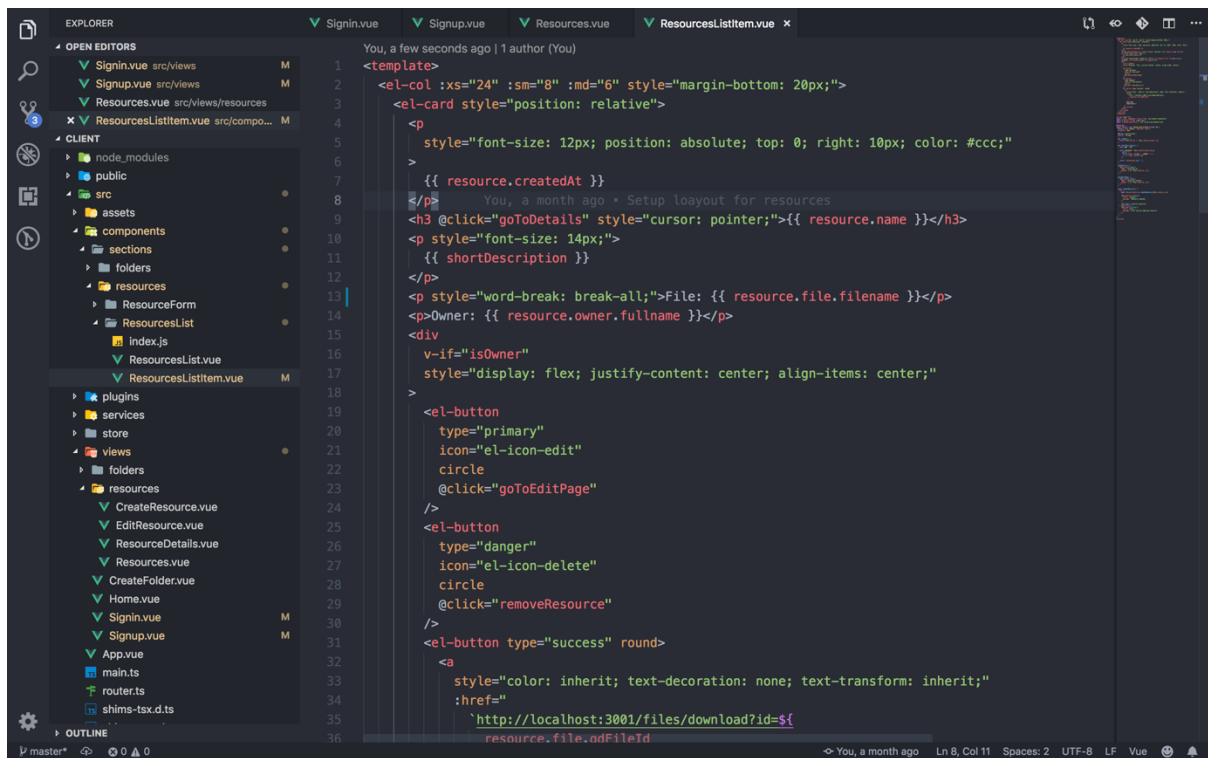 EXPLORER
Signin.vue
Signup.vue
Resources.vue
ResourcesListItem.vue ×
OPEN EDITORS
Signin.vue src/views M
Signup.vue src/views M
Resources.vue src/views/resources
× ResourcesListItem.vue src/compo... M
3
CLIENT
node_modules
public
src
assets
components
sections
folders
resources
ResourceForm
ResourcesList
JS index.js
ResourcesList.vue
ResourcesListItem.vue M
plugins
services
store
views
folders
resources
CreateResource.vue
EditResource.vue
ResourceDetails.vue
Resources.vue
CreateFolder.vue
Home.vue
Signin.vue M
Signup.vue M
App.vue
TS main.ts
router.ts
TS shims-tsx.d.ts
OUTLINE
You, a few seconds ago | 1 author (You)
1 <template>
2 <el-col :xs="24" :sm="8" :md="6" style="margin-bottom: 20px;">
3 <el-card style="position: relative">
4 <p
5 style="font-size: 12px; position: absolute; top: 0; right: 10px; color: #ccc;"
6 >
7 {{ resource.createdAt }}
8 </p> You, a month ago • Setup for resources
9 <h3 @click="goToDetails" style="cursor: pointer;">{{ resource.name }}</h3>
10 <p style="font-size: 14px;">
11 {{ shortDescription }}
12 </p>
13 <p style="word-break: break-all;">File: {{ resource.file.filename }}</p>
14 <p>Owner: {{ resource.owner.fullname }}</p>
15 <div
16 v-if="isOwner"
17 style="display: flex; justify-content: center; align-items: center;"
18 >
19 <el-button
20 type="primary"
21 icon="el-icon-edit"
22 circle
23 @click="goToEditPage"
24 />
25 <el-button
26 type="danger"
27 icon="el-icon-delete"
28 circle
29 @click="removeResource"
30 />
31 <el-button type="success" round>
32 <a
33 style="color: inherit; text-decoration: none; text-transform: inherit;"
34 :href="
35 `http://localhost:3001/files/download?id=${
36 resource.file.gdFileId
master* 0 0 You, a month ago Ln 8, Col 11 Spaces: 2 UTF-8 LF Vue